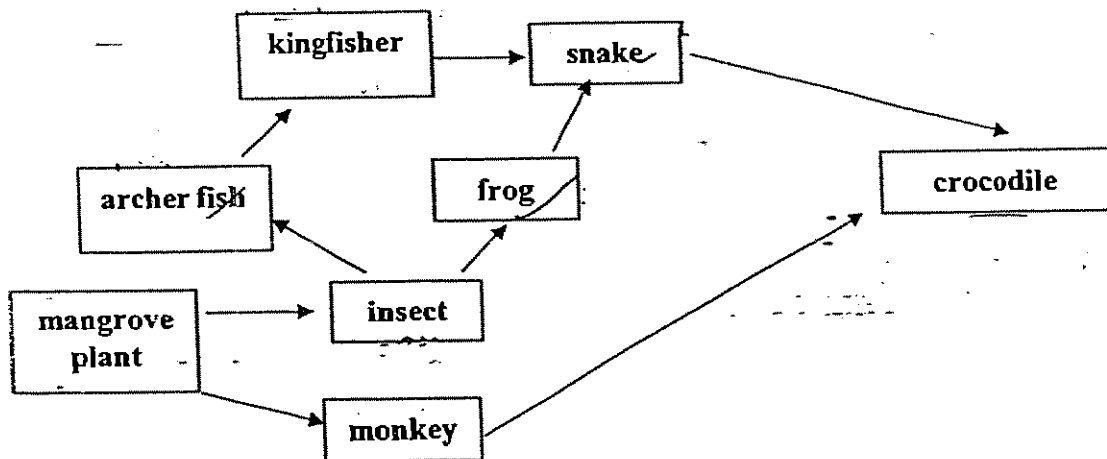 kingfisher
snake
archer fish
frog
crocodile
mangrove
plant
insect
monkey